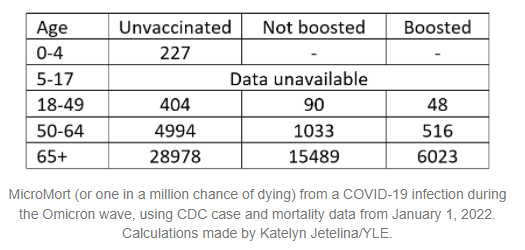 Age Unvaccinated Not boosted Boosted
0-4 227 - -
5-17 Data unavailable
18-49 404 90 48
50-64 4994 1033 516
65+ 28978 15489 6023
MicroMort (or one in a million chance of dying) from a COVID-19 infection during
the Omicron wave, using CDC case and mortality data from January 1, 2022.
Calculations made by Katelyn Jetelina/YLE.